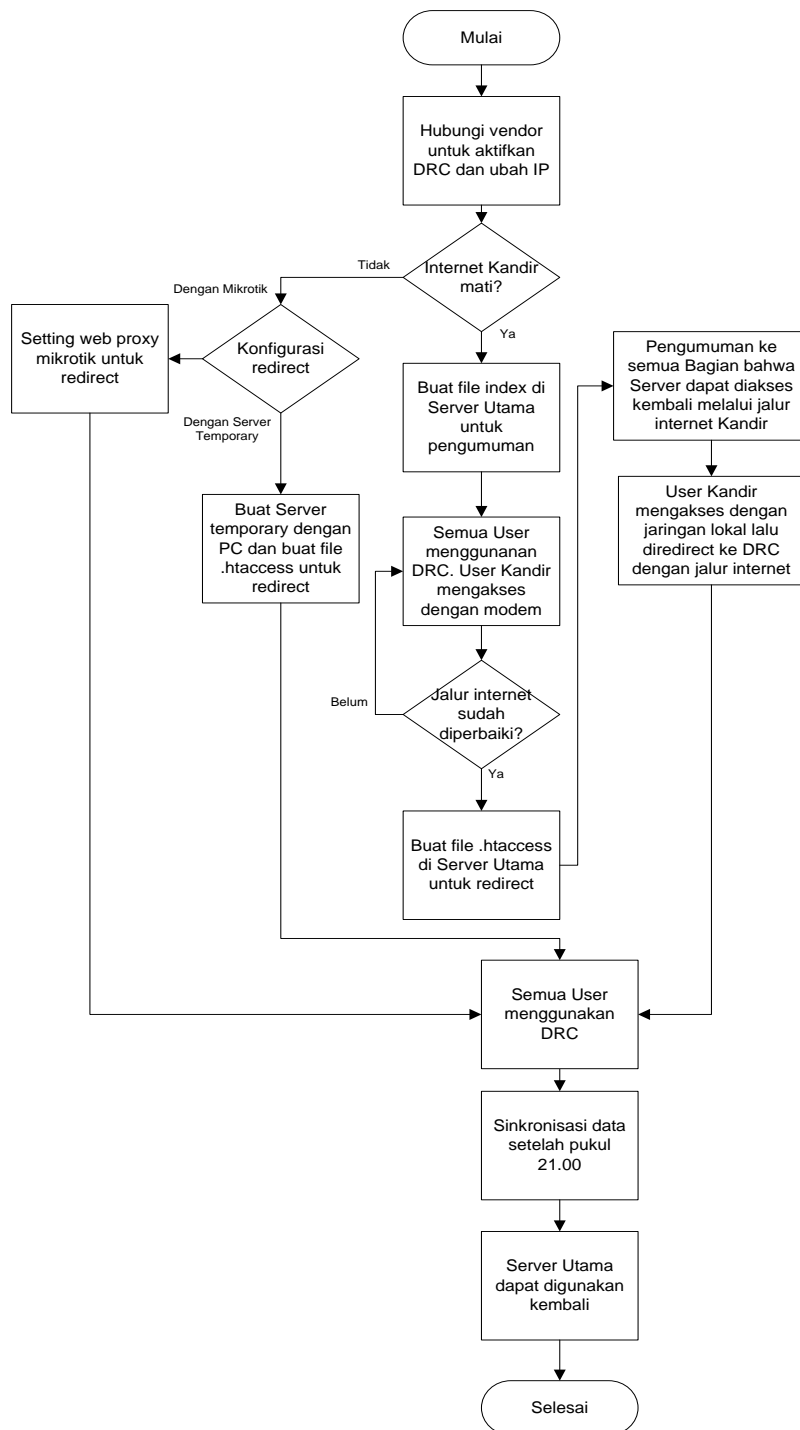 Mulai
Hubungi vendor
untuk aktifkan
DRC dan ubah IP
Internet Kandir
mati?
Tidak
Ya
Dengan Mikrotik
Konfigurasi
redirect
Setting web proxy
mikrotik untuk
redirect
Dengan Server
Temporary
Buat Server
temporary dengan
PC dan buat file
.htaccess untuk
redirect
Buat file index di
Server Utama
untuk
pengumuman
Semua User
menggunanan
DRC. User Kandir
mengakses
dengan modem
Jalur internet
sudah
diperbaiki?
Belum
Ya
Buat file .htaccess
di Server Utama
untuk redirect
Pengumuman ke
semua Bagian bahwa
Server dapat diakses
kembali melalui jalur
internet Kandir
User Kandir
mengakses dengan
jaringan lokal lalu
diredirect ke DRC
dengan jalur internet
Semua User
menggunakan
DRC
Sinkronisasi data
setelah pukul
21.00
Server Utama
dapat digunakan
kembali
Selesai